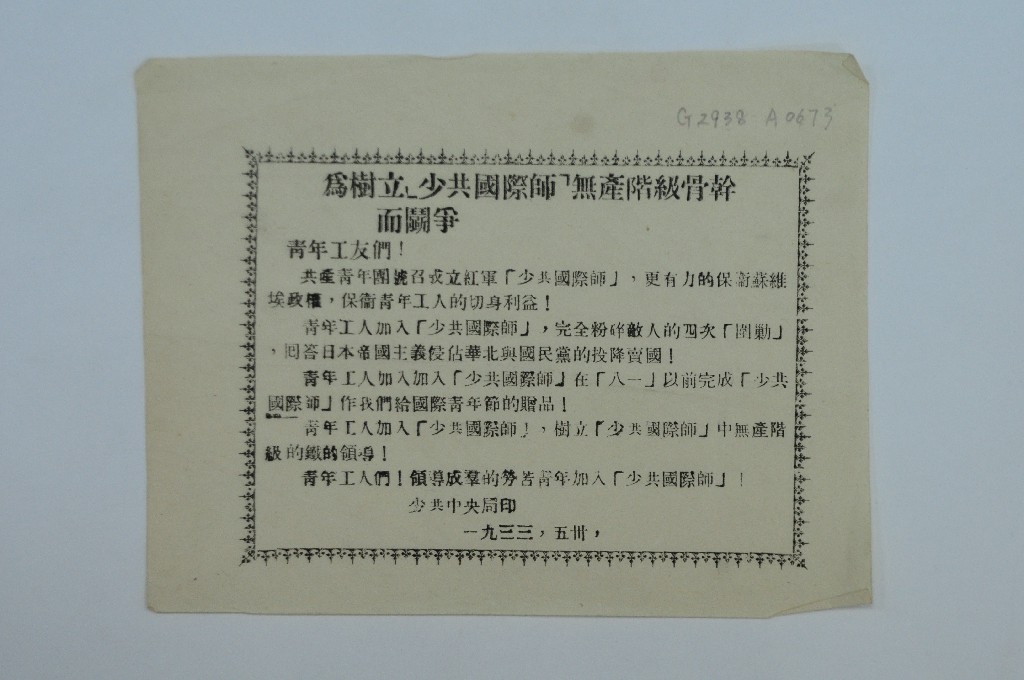 G2938 A0673
爲樹立「少共國際師」無產階級骨幹
而鬭爭
青年工友們！
共產青年團號召成立紅軍「少共國際師」，更有力的保衞蘇維
埃政權，保衞青年工人的切身利益！
青年工人加入「少共國際師」，完全粉碎敵人的四次「圍勦」
，回答日本帝國主義侵佔華北與國民黨的投降賣國！
青年工人加入加入「少共國際師」在「八一」以前完成「少共
國際師」作我們給國際青年節的贈品！
青年工人加入「少共國際師」，樹立「少共國際師」中無產階
級的鐵的領導！
青年工人們！領導成羣的勞苦青年加入「少共國際師」！
少共中央局印
一九三三，五卅，